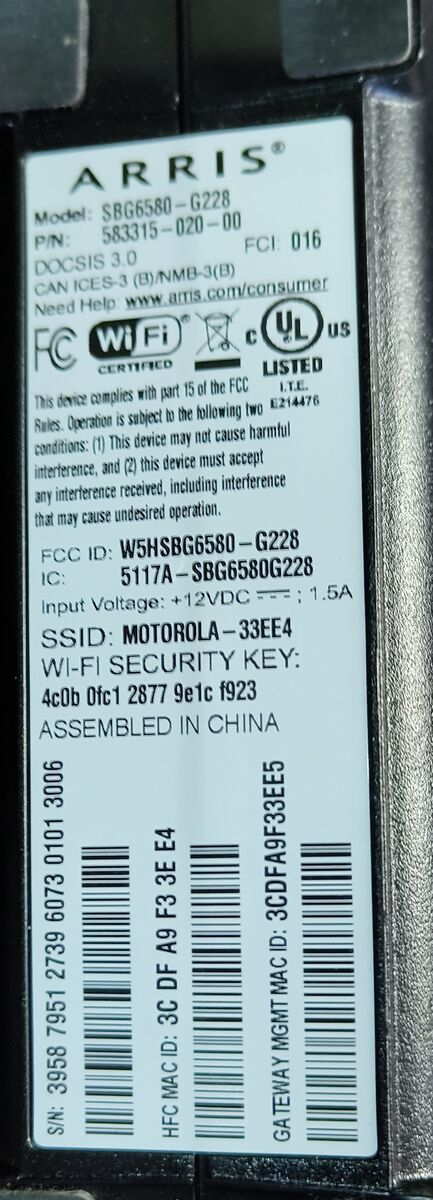 ARRIS®
Model: SBG6580-G228
P/N: 583315-020-00
DOCSIS 3.0 FCI: 016
CAN ICES-3 (B)/NMB-3(B)
Need Help: www.arris.com/consumer
FC Wi Fi ® c UL us
CERTIFIED LISTED
I.T.E.
E214476
This device complies with part 15 of the FCC
Rules. Operation is subject to the following two
conditions: (1) This device may not cause harmful
interference, and (2) this device must accept
any interference received, including interference
that may cause undesired operation.
FCC ID: W5HSBG6580-G228
IC: 5117A-SBG6580G228
Input Voltage: +12VDC ⎓ ; 1.5A
SSID: MOTOROLA-33EE4
WI-FI SECURITY KEY:
4c0b 0fc1 2877 9e1c f923
ASSEMBLED IN CHINA
S/N: 3958 7951 2739 6073 0101 3006
HFC MAC ID: 3C DF A9 F3 3E E4
GATEWAY MGMT MAC ID: 3CDFA9F33EE5